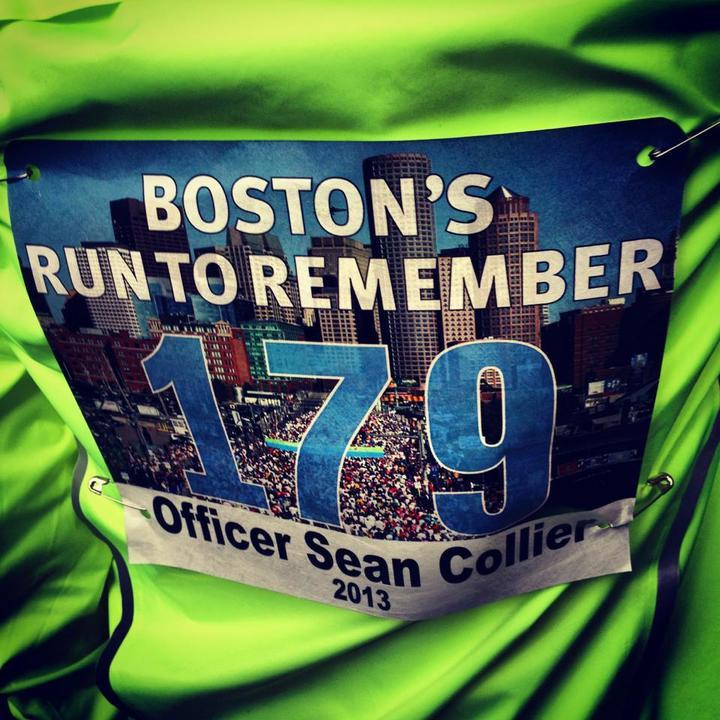 BOSTON'S
RUN TO REMEMBER
179
Officer Sean Collier
2013